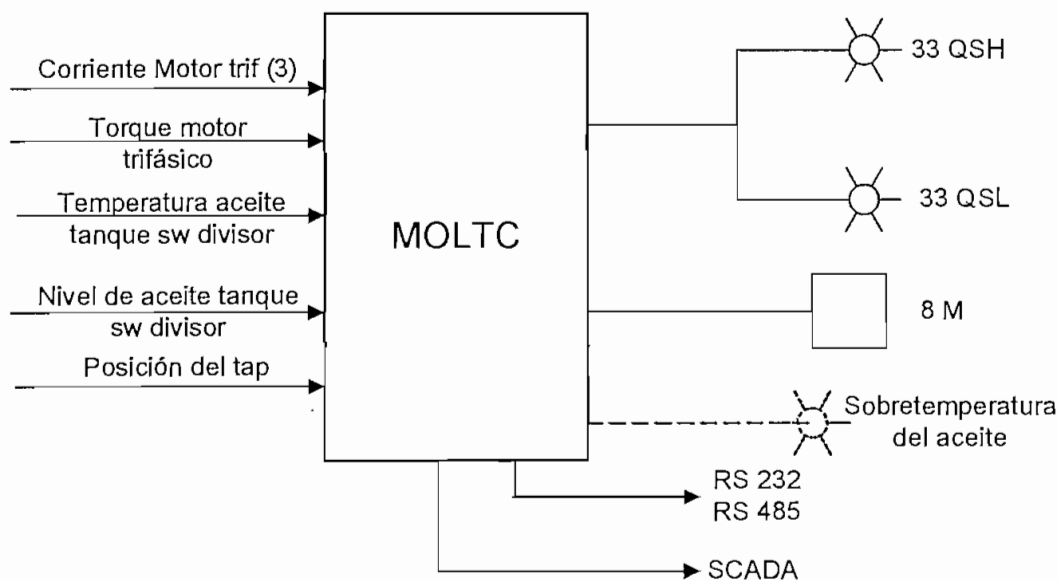 Corriente Motor trif (3)
Torque motor
trifásico
Temperatura aceite
tanque sw divisor
Nivel de aceite tanque
sw divisor
Posición del tap
MOLTC
33 QSH
33 QSL
8 M
Sobretemperatura
del aceite
RS 232
RS 485
SCADA